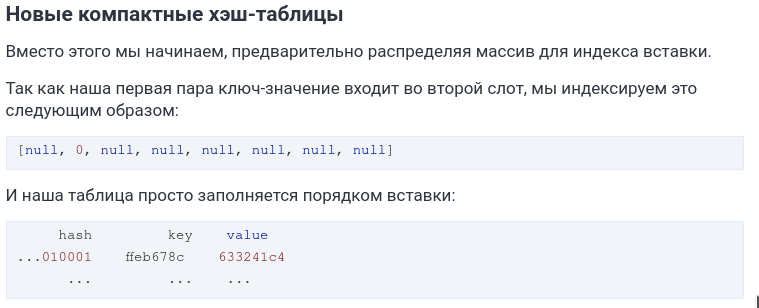 Новые компактные хэш-таблицы
Вместо этого мы начинаем, предварительно распределяя массив для индекса вставки.
Так как наша первая пара ключ-значение входит во второй слот, мы индексируем это
следующим образом:
[null, 0, null, null, null, null, null, null]
И наша таблица просто заполняется порядком вставки:
hash key value
...010001 ffeb678c 633241c4
... ... ...